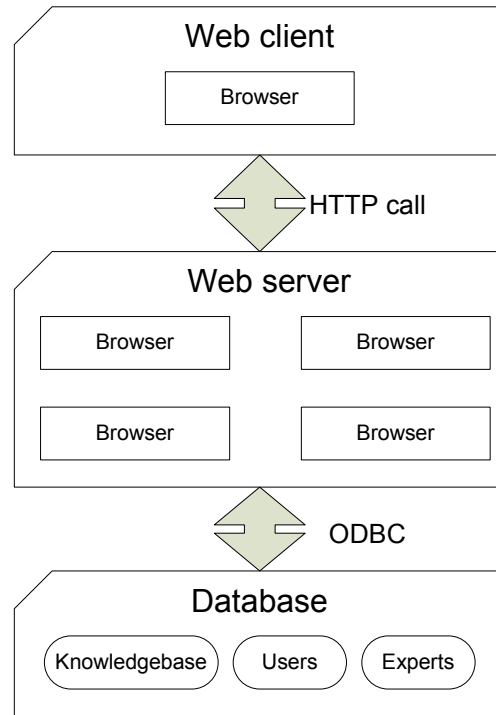 Web client
Browser
HTTP call
Web server
Browser Browser
Browser Browser
ODBC
Database
Knowledgebase Users Experts